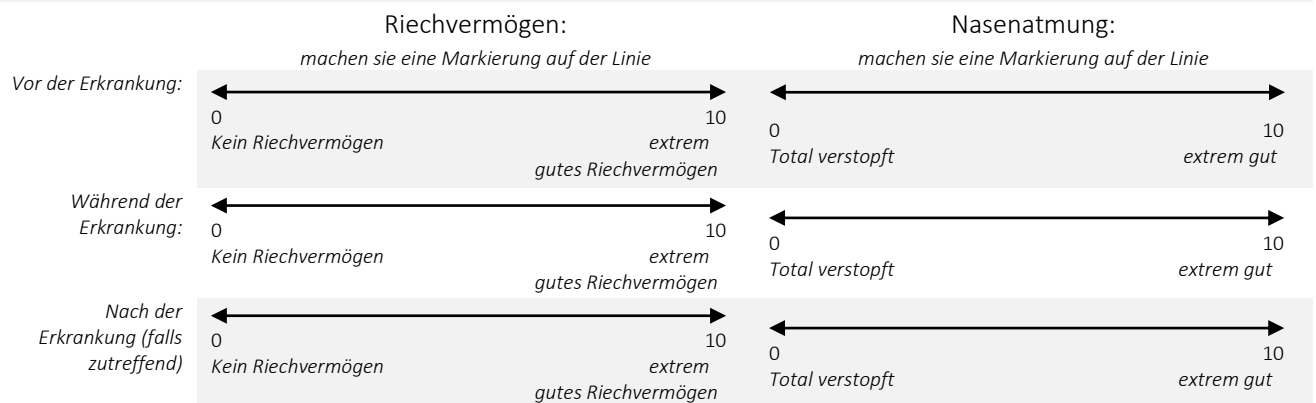 Riechvermögen:
machen sie eine Markierung auf der Linie
Nasenatmung:
machen sie eine Markierung auf der Linie
Vor der Erkrankung:
0 10
Kein Riechvermögen extrem
gutes Riechvermögen
0 10
Total verstopft extrem gut
Während der
Erkrankung:
0 10
Kein Riechvermögen extrem
gutes Riechvermögen
0 10
Total verstopft extrem gut
Nach der
Erkrankung (falls
zutreffend)
0 10
Kein Riechvermögen extrem
gutes Riechvermögen
0 10
Total verstopft extrem gut